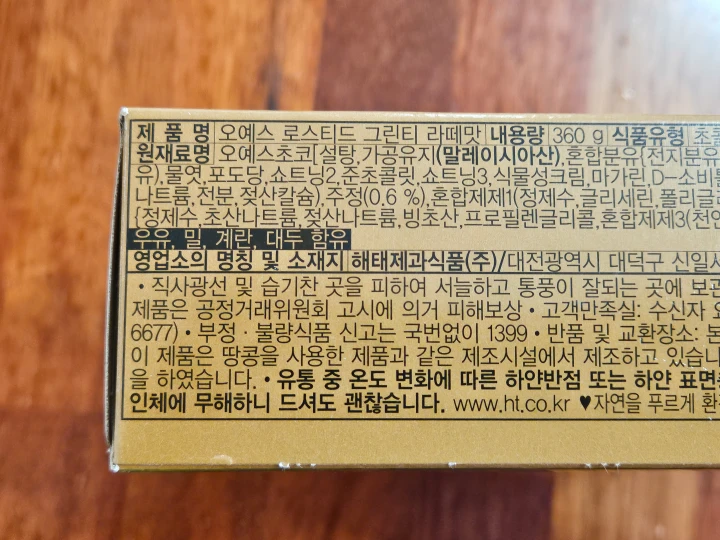 제 품 명 오예스 로스티드 그린티 라떼맛 내용량 360 g 식품유형
원재료명 오예스초코[설탕,가공유지(말레이시아산),혼합분유(전지분유
유),물엿,포도당,쇼트닝2,준초콜릿,쇼트닝3,식물성크림,마가린,D-소비톨
나트륨,전분,젖산칼슘),주정(0.6 %),혼합제제1(정제수,글리세린,폴리글
{정제수,초산나트륨,젖산나트륨,빙초산,프로필렌글리콜,혼합제제3(천연
우유, 밀, 계란, 대두 함유
영업소의 명칭 및 소재지 해태제과식품(주)/대전광역시 대덕구 신일서
• 직사광선 및 습기찬 곳을 피하여 서늘하고 통풍이 잘되는 곳에 보관
제품은 공정거래위원회 고시에 의거 피해보상 • 고객만족실: 수신자
6677) • 부정 · 불량식품 신고는 국번없이 1399 • 반품 및 교환장소: 본
이 제품은 땅콩을 사용한 제품과 같은 제조시설에서 제조하고 있습니
을 하였습니다. • 유통 중 온도 변화에 따른 하얀반점 또는 하얀 표면
인체에 무해하니 드셔도 괜찮습니다. www.ht.co.kr ♥자연을 푸르게